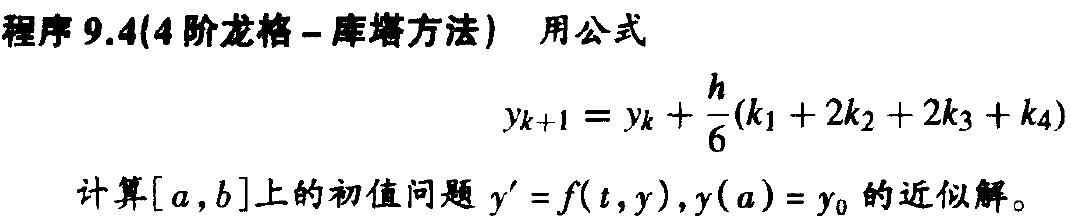 程序 9.4(4 阶龙格 – 库塔方法) 用公式
y_{k+1} = y_k + \frac{h}{6}(k_1 + 2k_2 + 2k_3 + k_4)
计算[a,b]上的初值问题 y' = f(t,y),y(a) = y_0 的近似解。